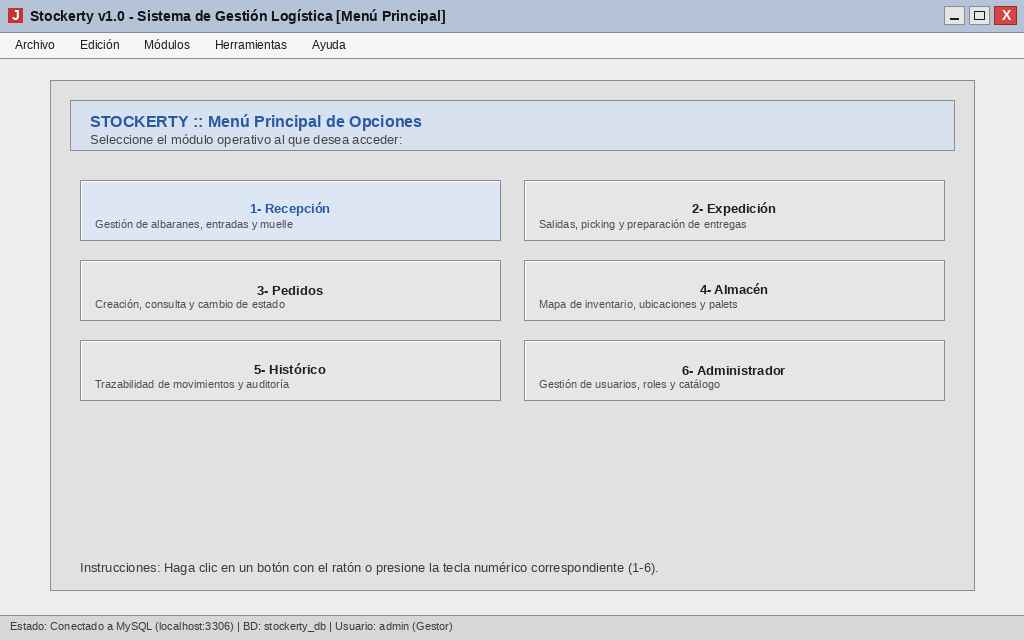 J Stockerty v1.0 - Sistema de Gestión Logística [Menú Principal] X
Archivo Edición Módulos Herramientas Ayuda
STOCKERTY :: Menú Principal de Opciones
Seleccione el módulo operativo al que desea acceder:
1- Recepción
Gestión de albaranes, entradas y muelle
2- Expedición
Salidas, picking y preparación de entregas
3- Pedidos
Creación, consulta y cambio de estado
4- Almacén
Mapa de inventario, ubicaciones y palets
5- Histórico
Trazabilidad de movimientos y auditoría
6- Administrador
Gestión de usuarios, roles y catálogo
Instrucciones: Haga clic en un botón con el ratón o presione la tecla numérico correspondiente (1-6).
Estado: Conectado a MySQL (localhost:3306) | BD: stockerty_db | Usuario: admin (Gestor)